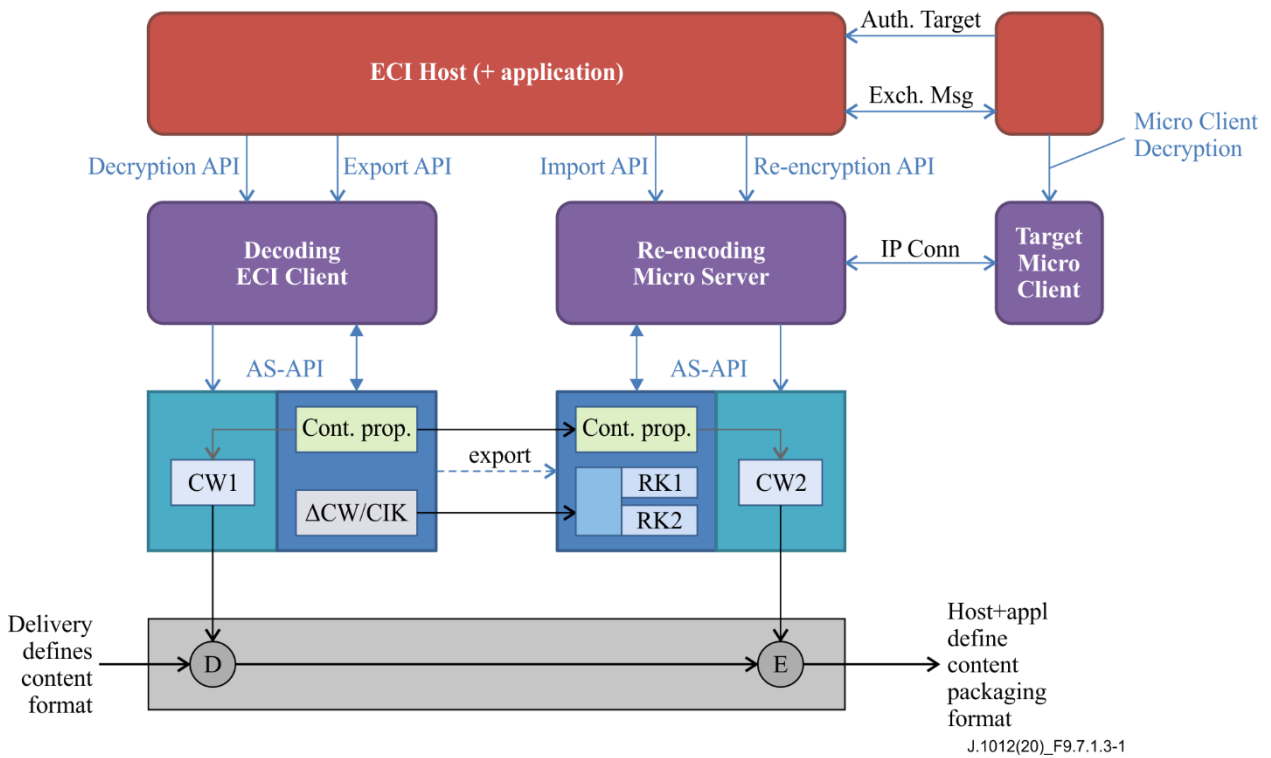 Auth. Target
ECI Host (+ application)
Exch. Msg
Micro Client
Decryption
Decryption API
Export API
Import API
Re-encryption API
Decoding
ECI Client
Re-encoding
Micro Server
IP Conn
Target
Micro
Client
AS-API
AS-API
Cont. prop.
Cont. prop.
export
CW1
RK1
CW2
ΔCW/CIK
RK2
Delivery
defines
content
format
D
E
Host+appl
define
content
packaging
format
J.1012(20)_F9.7.1.3-1